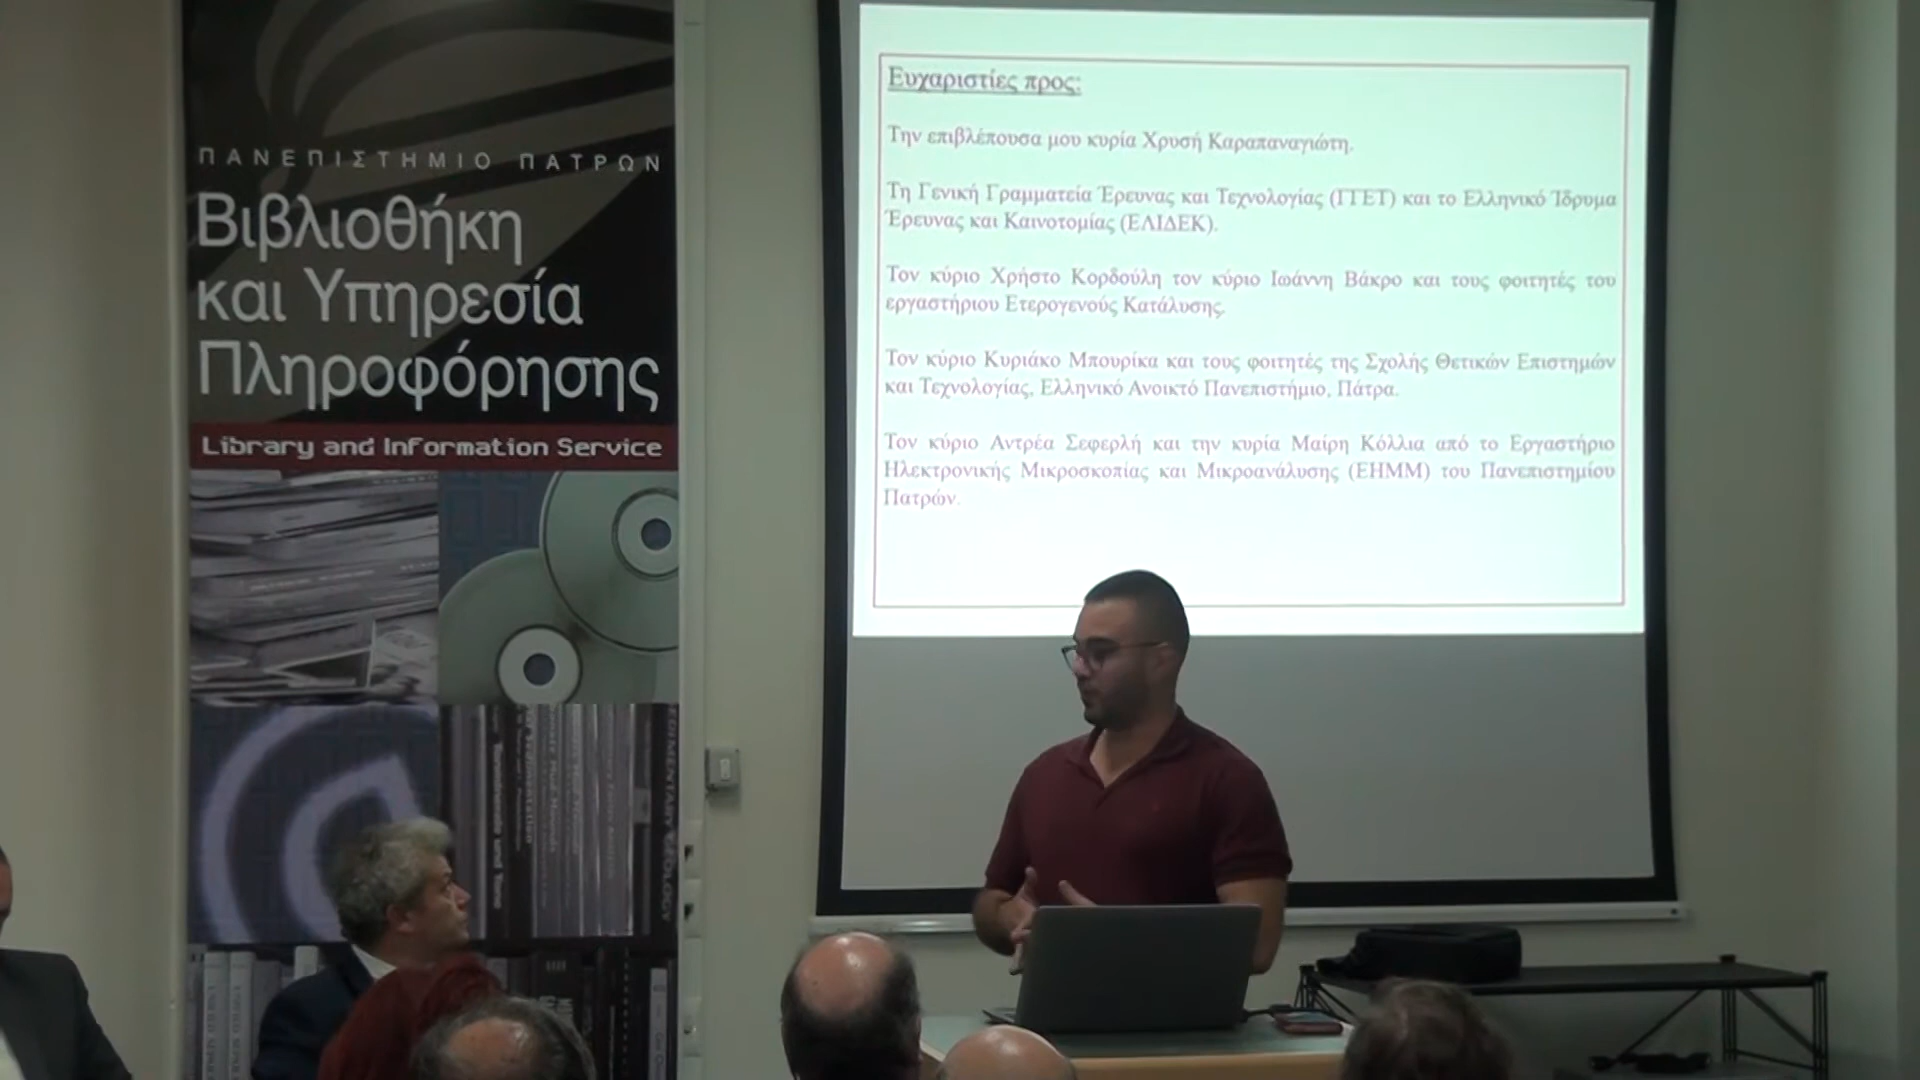 ΠΑΝΕΠΙΣΤΗΜΙΟ ΠΑΤΡΩΝ
Βιβλιοθήκη
και Υπηρεσία
Πληροφόρησης
Library and Information Service
Ευχαριστίες προς:
Την επιβλέπουσα μου κυρία Χρυσή Καραπαναγιώτη.
Τη Γενική Γραμματεία Έρευνας και Τεχνολογίας (ΓΓΕΤ) και το Ελληνικό Ίδρυμα
Έρευνας και Καινοτομίας (ΕΛΙΔΕΚ).
Τον κύριο Χρήστο Κορδούλη τον κύριο Ιωάννη Βάκρο και τους φοιτητές του
εργαστήριου Ετερογενούς Κατάλυσης.
Τον κύριο Κυριάκο Μπουρίκα και τους φοιτητές της Σχολής Θετικών Επιστημών
και Τεχνολογίας, Ελληνικό Ανοικτό Πανεπιστήμιο, Πάτρα.
Τον κύριο Αντρέα Σεφερλή και την κυρία Μαίρη Κόλλια από το Εργαστήριο
Ηλεκτρονικής Μικροσκοπίας και Μικροανάλυσης (ΕΗΜΜ) του Πανεπιστημίου
Πατρών.
SEDIMENTARY GEOLOGY